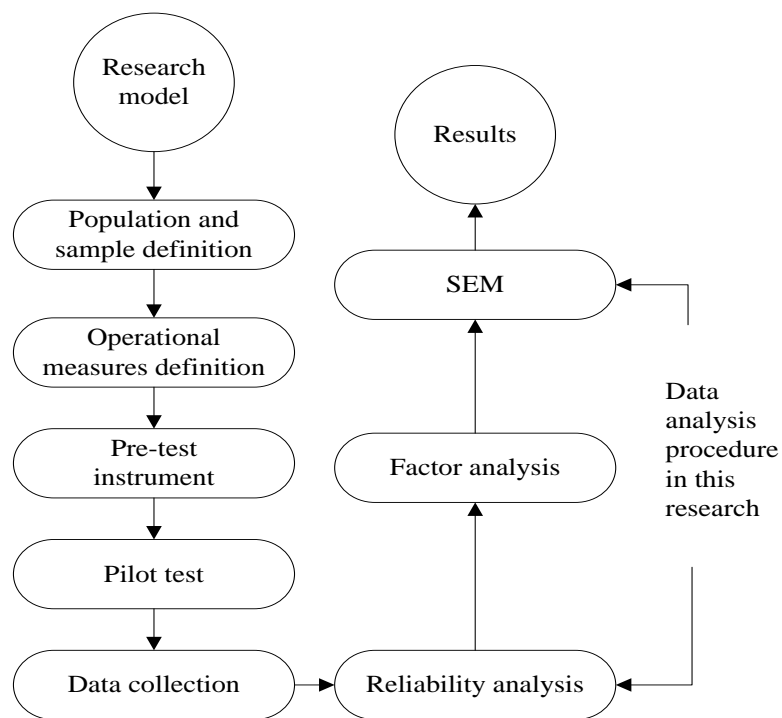 Research
model
Population and
sample definition
Operational
measures definition
Pre-test
instrument
Pilot test
Data collection
Reliability analysis
Factor analysis
SEM
Results
Data
analysis
procedure
in this
research